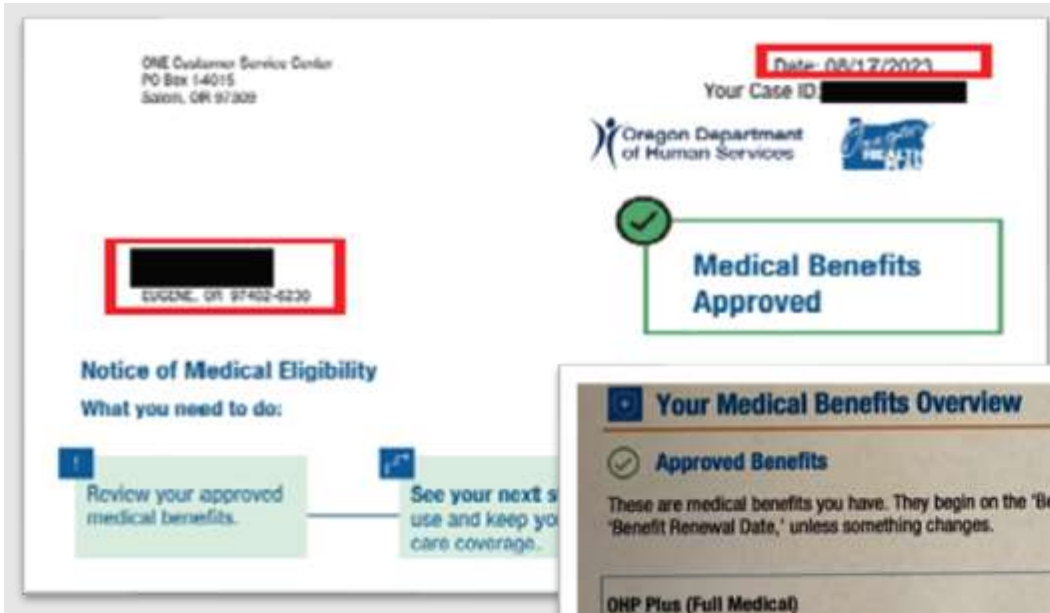 ONE Customer Service Center
PO Box 14015
Salem, OR 97309
Date: 08/17/2023
Your Case ID:
Oregon Department
of Human Services
Oregon
HEALTH
PLAN
EUGENE, OR 97402-6230
Medical Benefits
Approved
Notice of Medical Eligibility
What you need to do:
Review your approved
medical benefits.
See your next s
use and keep yo
care coverage.
Your Medical Benefits Overview
Approved Benefits
These are medical benefits you have. They begin on the 'Be
'Benefit Renewal Date,' unless something changes.
OHP Plus (Full Medical)